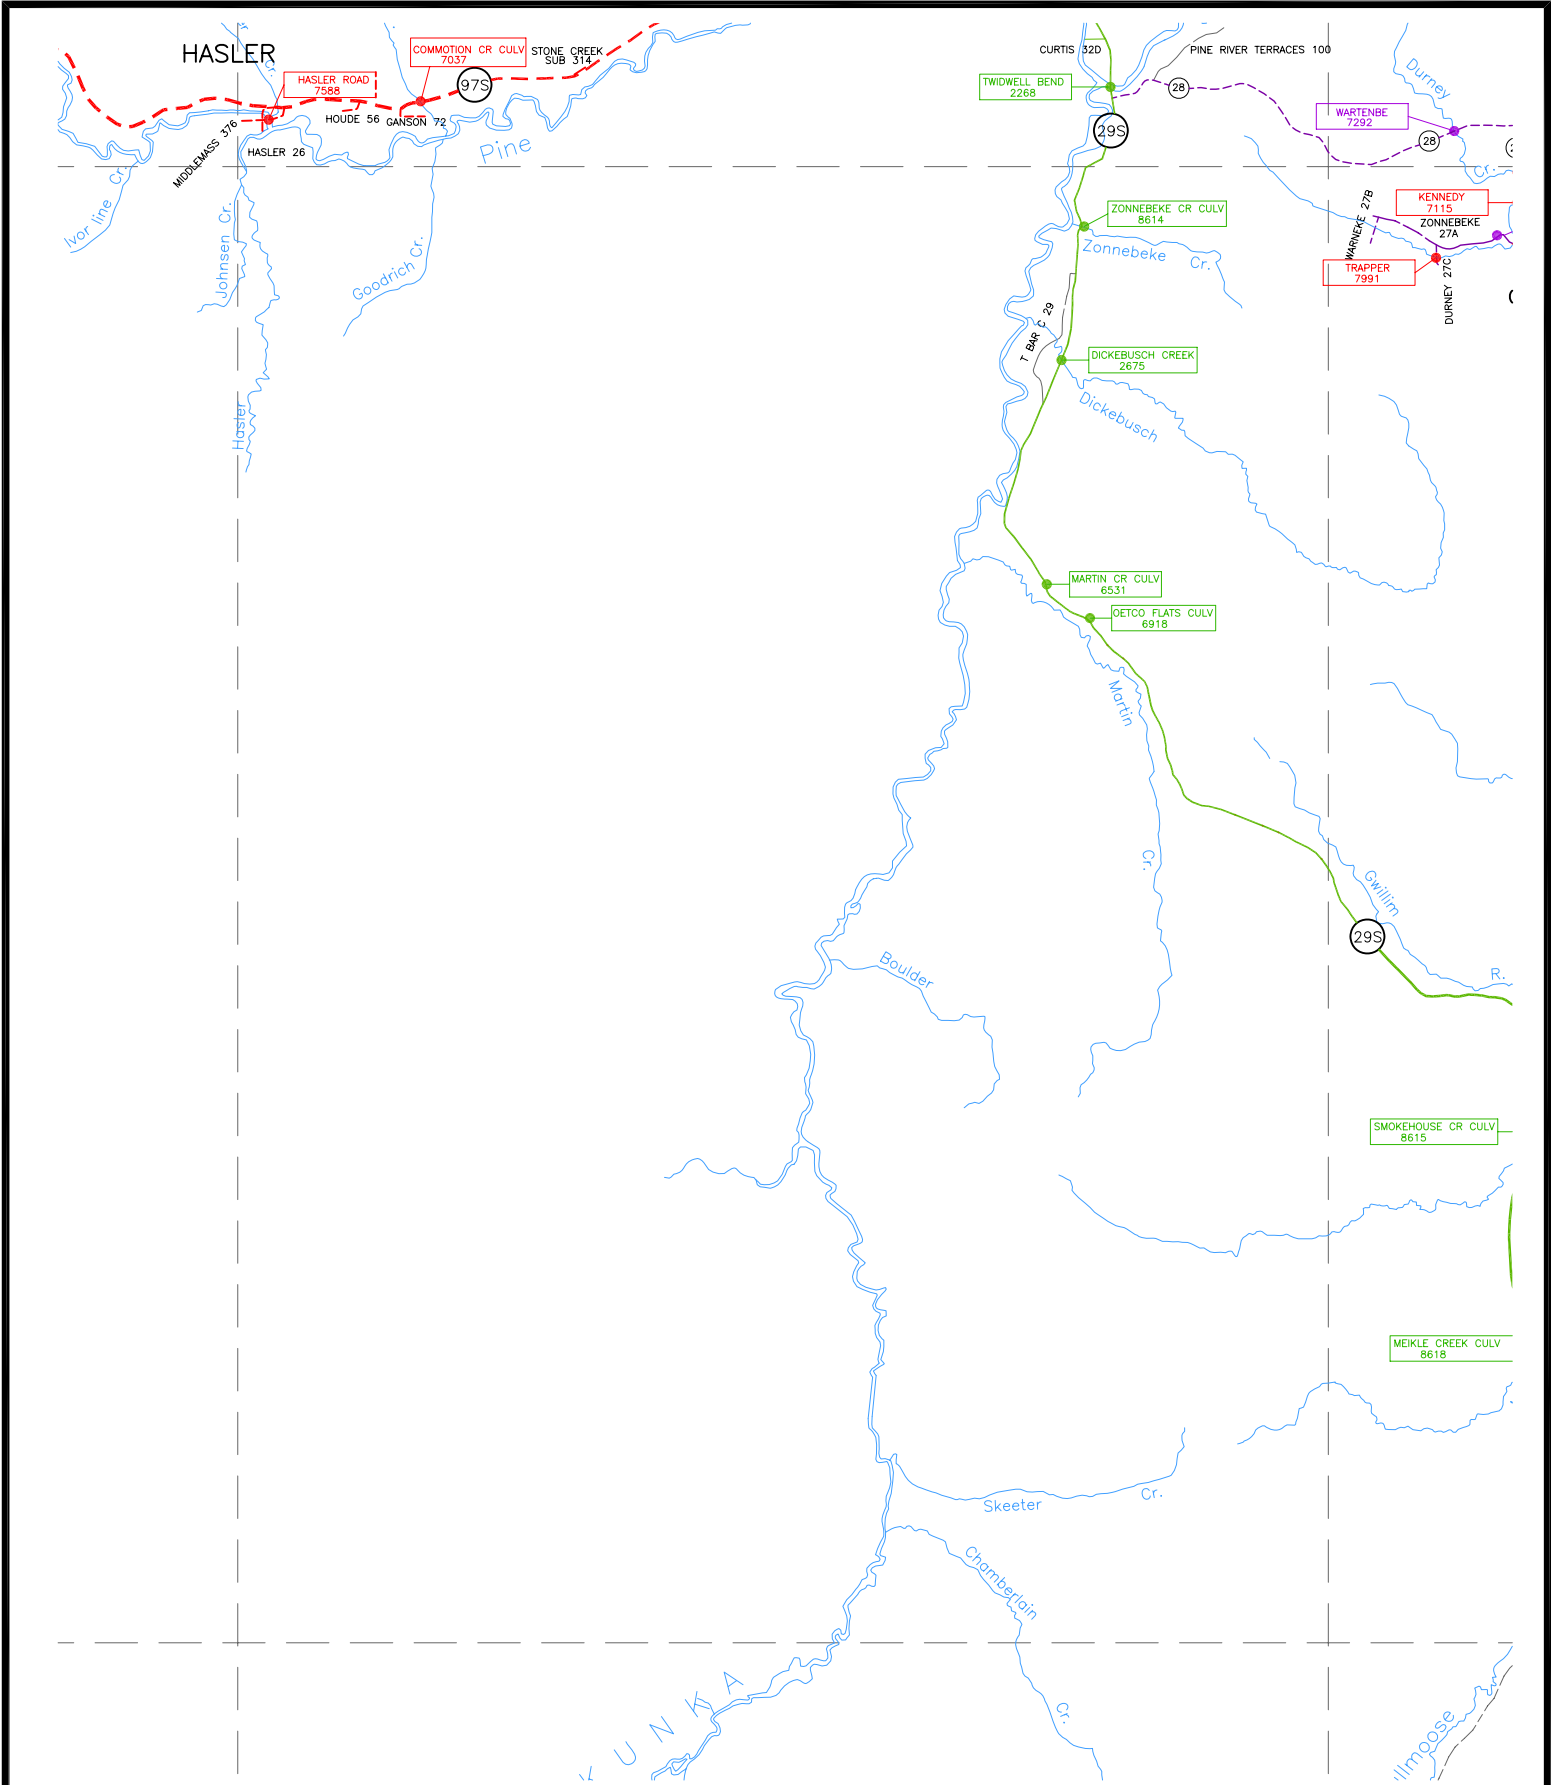 HASLER
Cr.
HASLER ROAD
7588
COMMOTION CR CULV
7037
STONE CREEK
SUB 314
97S
HOUDE 56
GANSON 72
MIDDLEMASS 376
HASLER 26
Pine
Ivor line Cr.
Johnsen Cr.
Goodrich Cr.
Hasler
CURTIS 32D
PINE RIVER TERRACES 100
TWIDWELL BEND
2268
28
29S
Durney
Cr.
WARTENBE
7292
28
KENNEDY
7115
WARNEKE 27B
ZONNEBEKE
27A
TRAPPER
7991
DURNEY 27C
ZONNEBEKE CR CULV
8614
Zonnebeke Cr.
T BAR C 29
DICKEBUSCH CREEK
2675
Dickebusch
MARTIN CR CULV
6531
OETCO FLATS CULV
6918
Martin
Cr.
Gwillim
R.
29S
Boulder
SMOKEHOUSE CR CULV
8615
MEIKLE CREEK CULV
8618
Skeeter Cr.
Chamberlain
Cr.
UNKA
llmoose